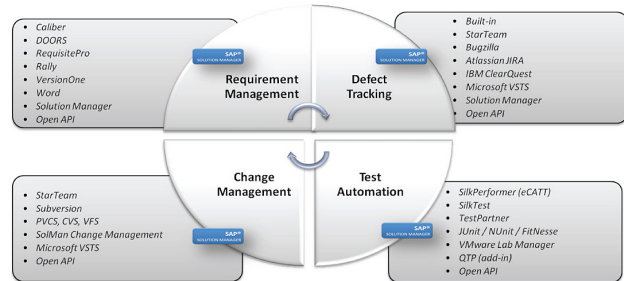 Caliber
DOORS
RequisitePro
Rally
VersionOne
Word
Solution Manager
Open API
SAP®
SOLUTION MANAGER
Requirement
Management
SAP®
SOLUTION MANAGER
Defect
Tracking
Built-in
StarTeam
Bugzilla
Atlassian JIRA
IBM ClearQuest
Microsoft VSTS
Solution Manager
Open API
StarTeam
Subversion
PVCS, CVS, VFS
SolMan Change Management
Microsoft VSTS
Open API
Change
Management
SAP®
SOLUTION MANAGER
Test
Automation
SAP®
SOLUTION MANAGER
SilkPerformer (eCATT)
SilkTest
TestPartner
JUnit / NUnit / FitNesse
VMware Lab Manager
QTP (add-in)
Open API